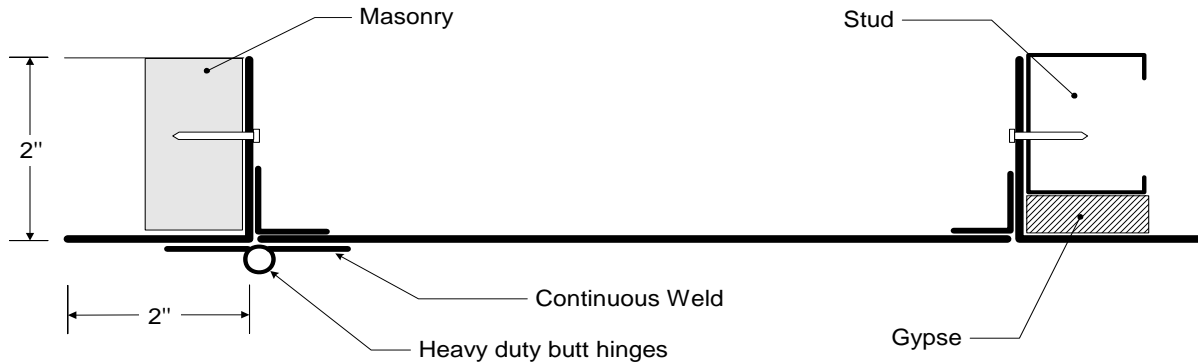 Masonry
Stud
2"
Continuous Weld
2"
Gypse
Heavy duty butt hinges